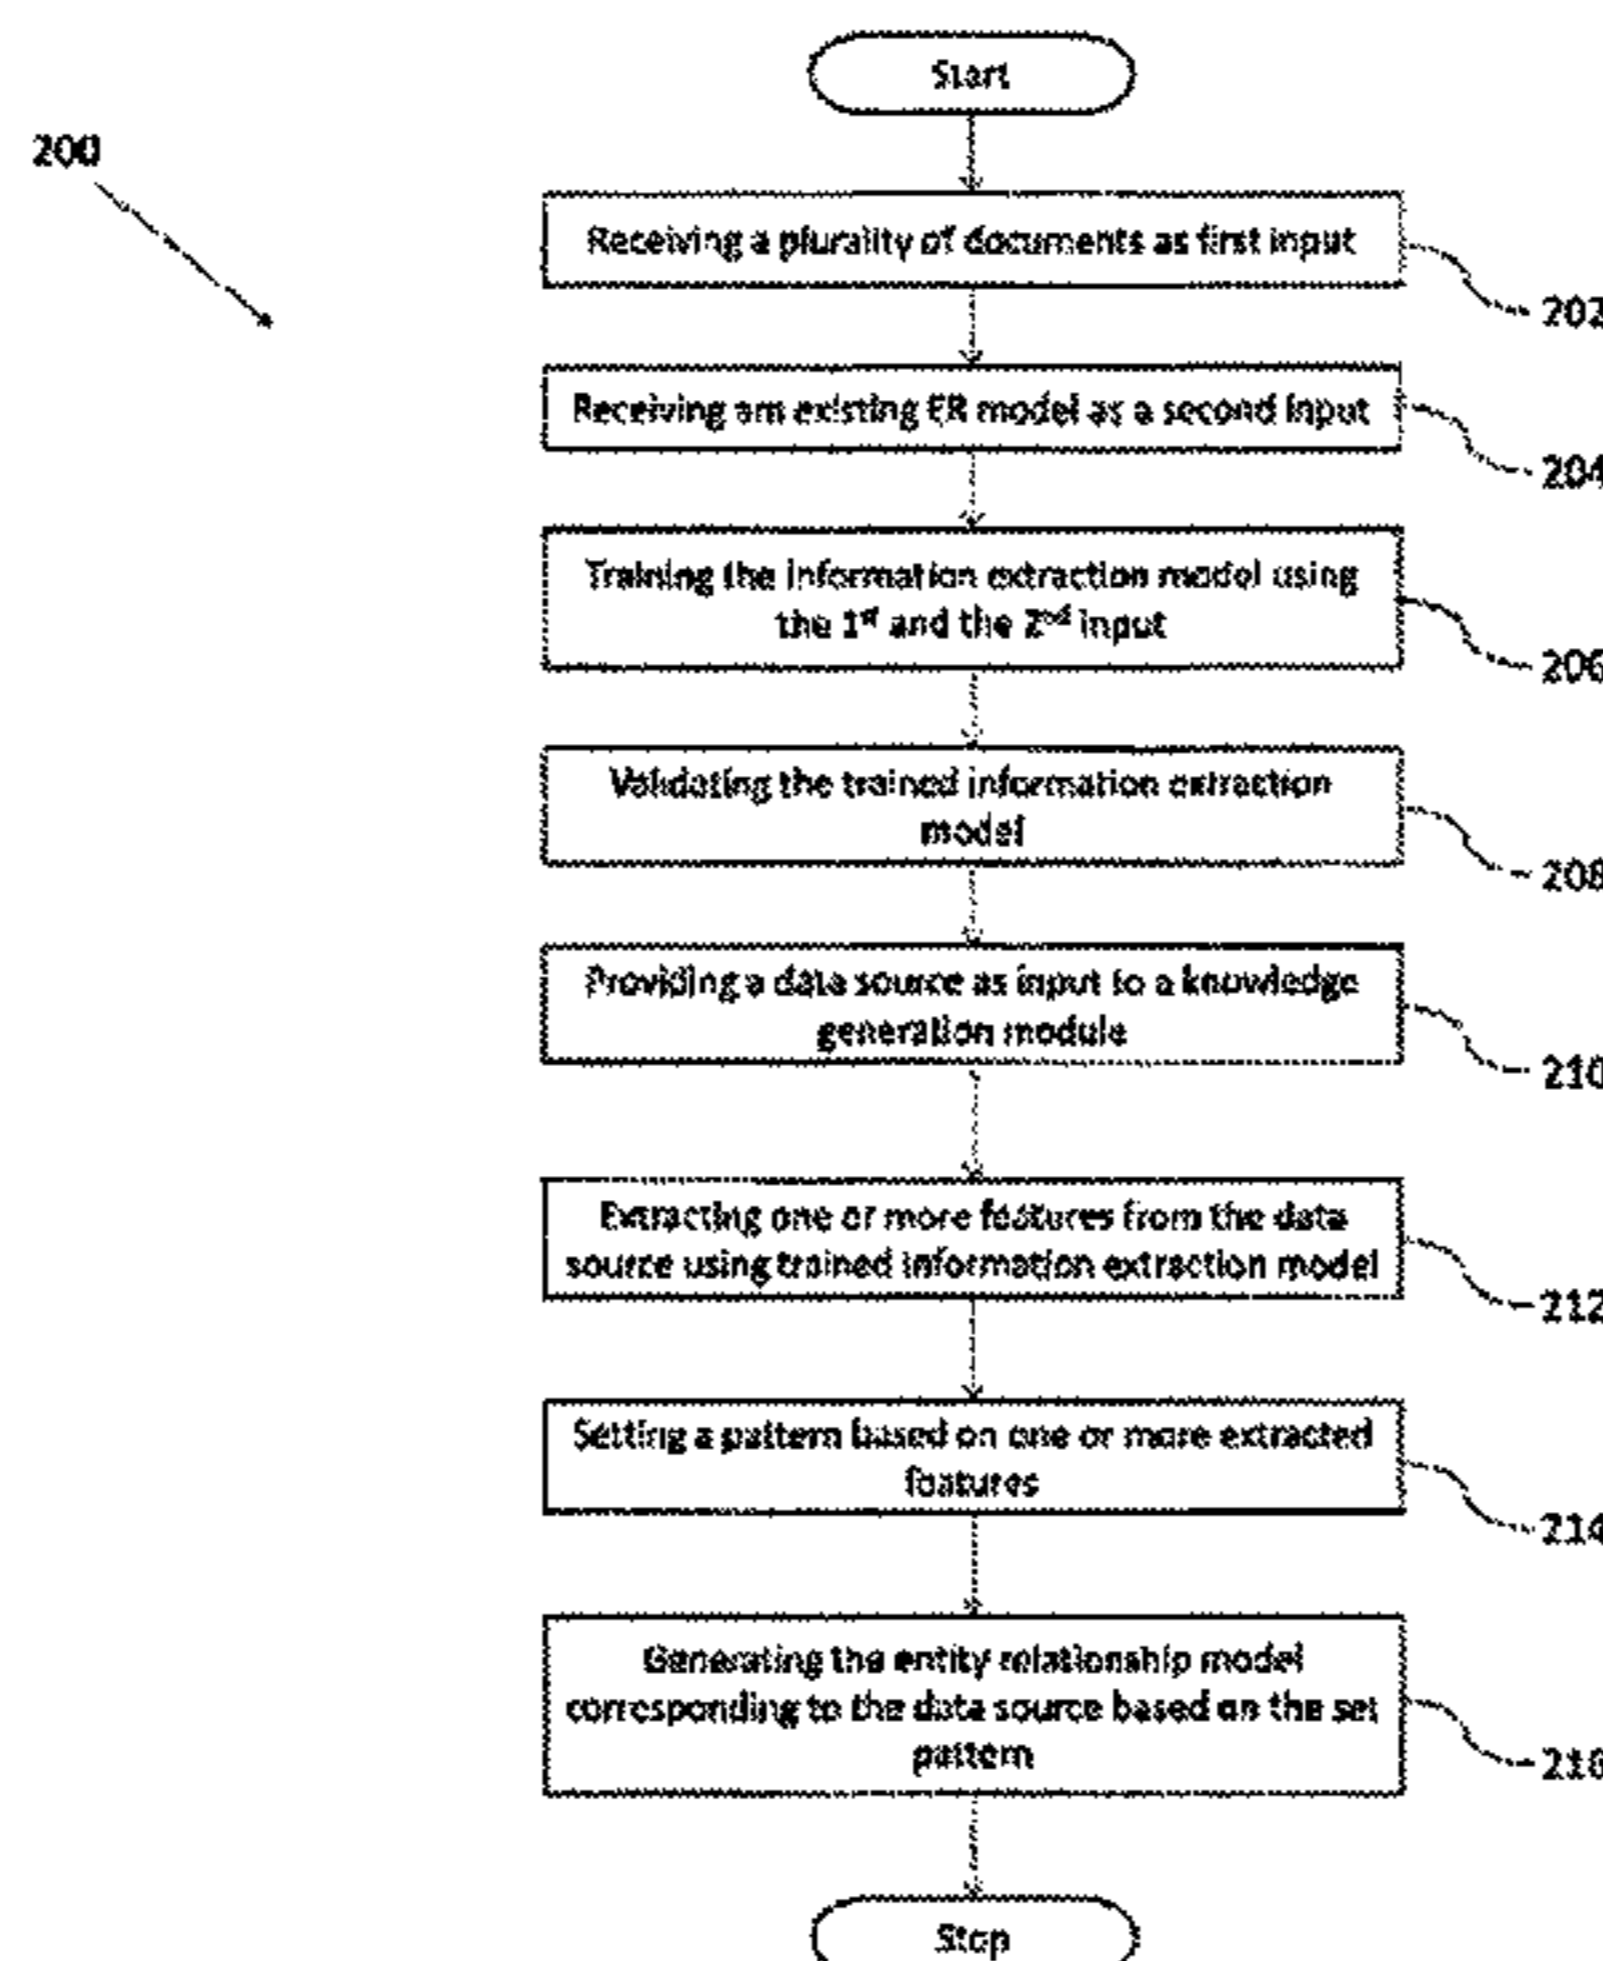 Start
200
Receiving a plurality of documents as first input
202
Receiving am existing ER model as a second input
204
Training the information extraction model using
the 1st and the 2nd input
206
Validating the trained information extraction
model
208
Providing a data source as input to a knowledge
generation module
210
Extracting one or more features from the data
source using trained information extraction model
212
Setting a pattern based on one or more extracted
features
214
Generating the entity relationship model
corresponding to the data source based on the set
pattern
216
Stop